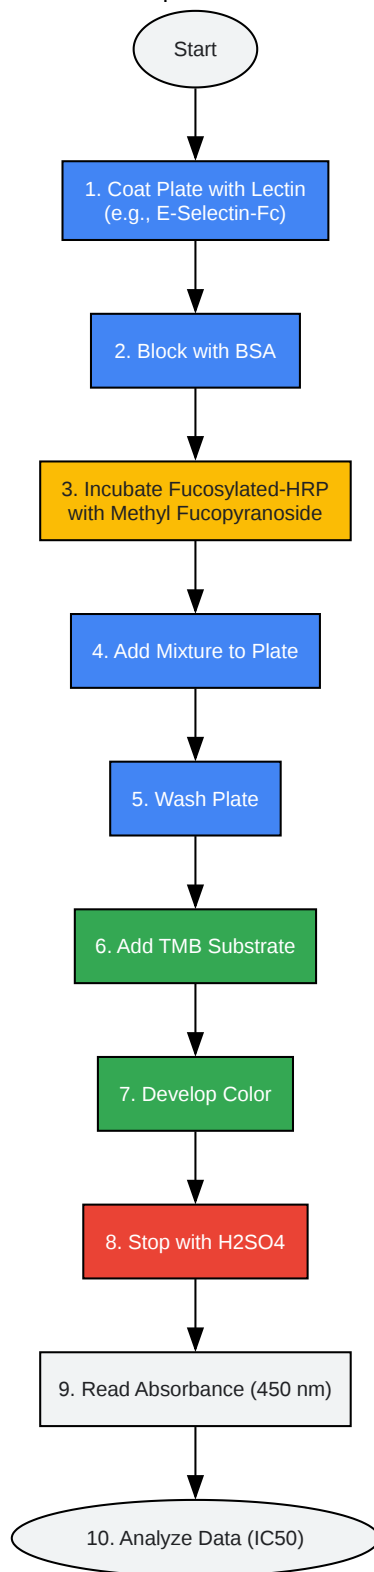 Start
1. Coat Plate with Lectin
(e.g., E-Selectin-Fc)
2. Block with BSA
3. Incubate Fucosylated-HRP
with Methyl Fucopyranoside
4. Add Mixture to Plate
5. Wash Plate
6. Add TMB Substrate
7. Develop Color
8. Stop with H2SO4
9. Read Absorbance (450 nm)
10. Analyze Data (IC50)